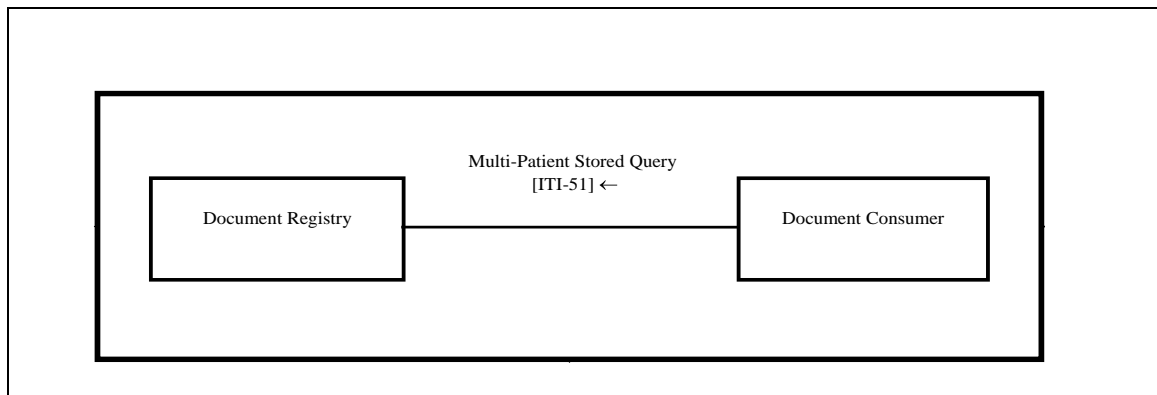 Multi-Patient Stored Query
[ITI-51] ←
Document Registry
Document Consumer